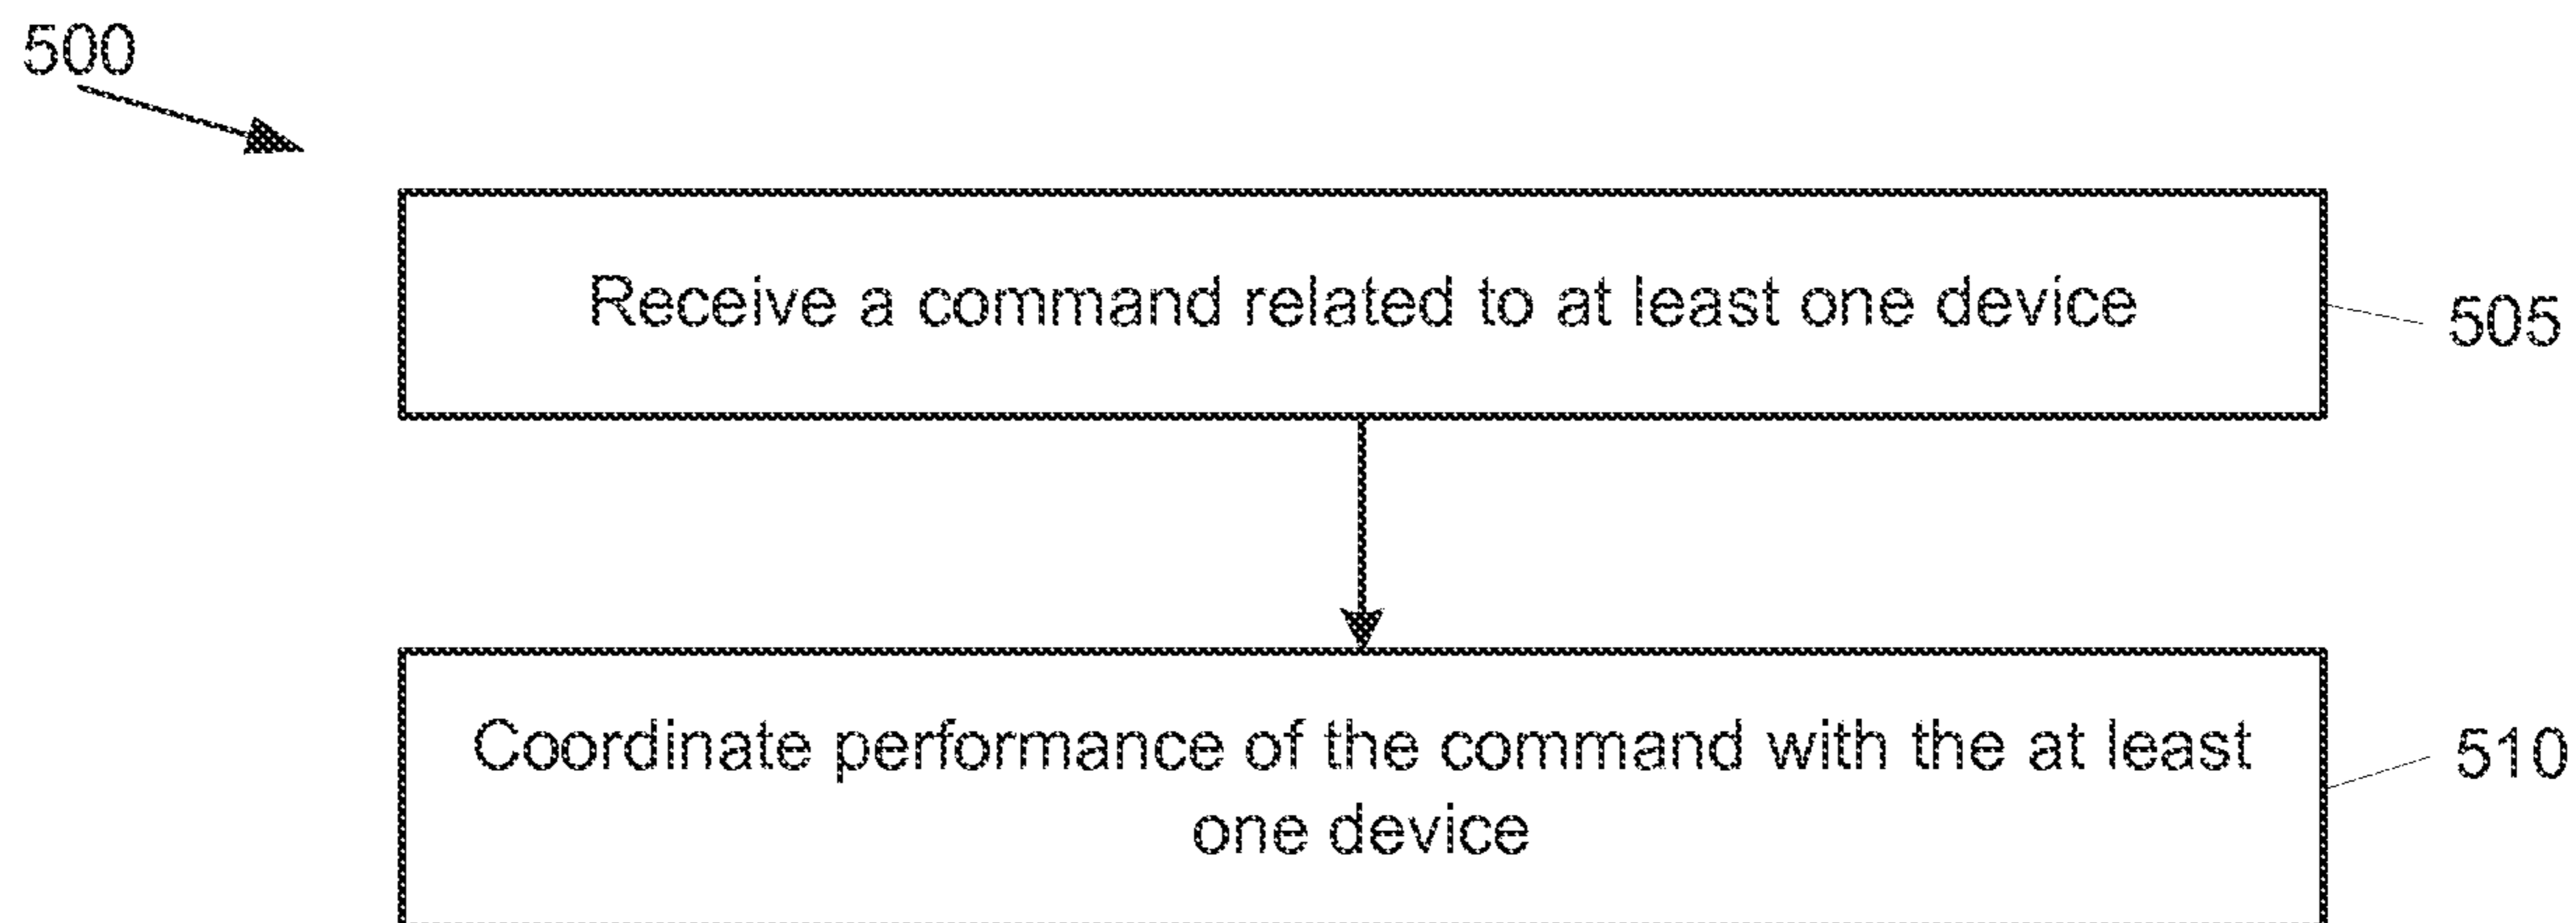 500
Receive a command related to at least one device
505
Coordinate performance of the command with the at least
one device
510